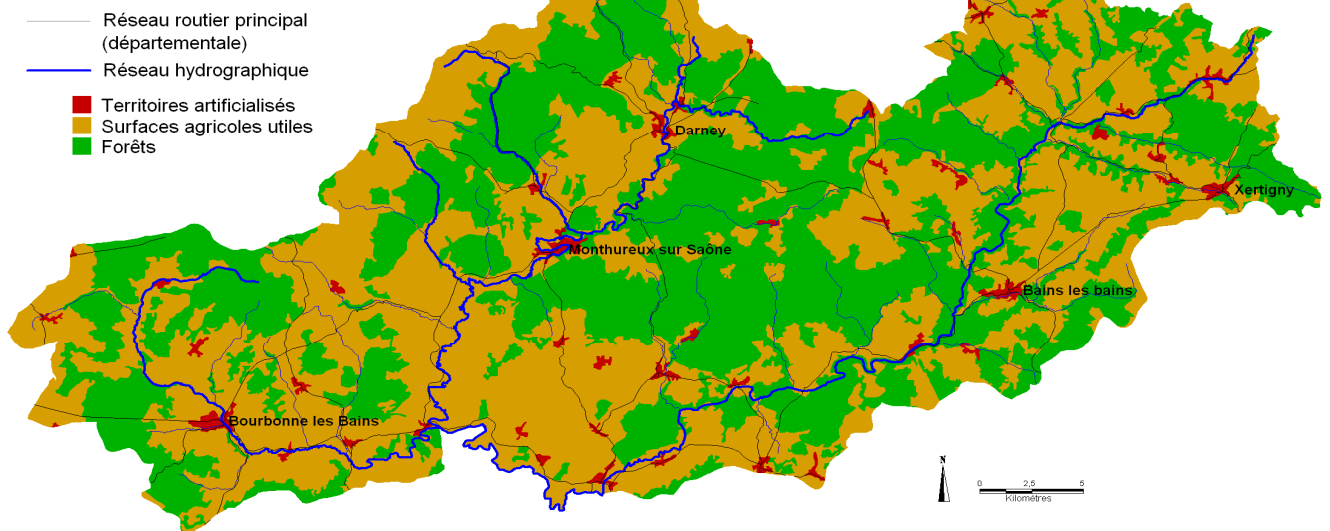 Réseau routier principal
(départementale)
Réseau hydrographique
Territoires artificialisés
Surfaces agricoles utiles
Forêts
Darney
Xertigny
Monthureux sur Saône
Bains les bains
Bourbonne les Bains
N
0 2,5 5
Kilométres